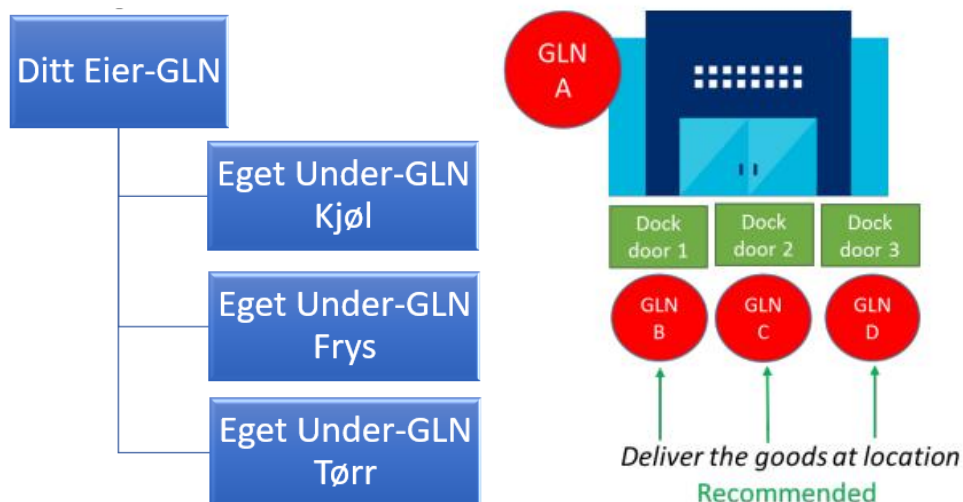 Ditt Eier-GLN
Eget Under-GLN
Kjøl
Eget Under-GLN
Frys
Eget Under-GLN
Tørr
GLN
A
Dock
door 1
Dock
door 2
Dock
door 3
GLN
B
GLN
C
GLN
D
Deliver the goods at location
Recommended